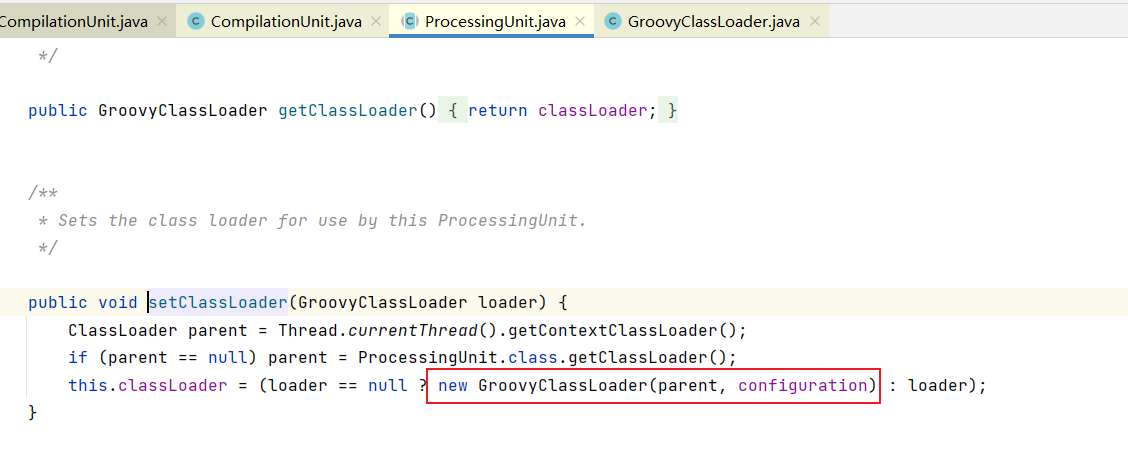 CompilationUnit.java × CompilationUnit.java × ProcessingUnit.java × GroovyClassLoader.java ×
*/
public GroovyClassLoader getClassLoader() { return classLoader; }
/**
* Sets the class loader for use by this ProcessingUnit.
*/
public void setClassLoader(GroovyClassLoader loader) {
ClassLoader parent = Thread.currentThread().getContextClassLoader();
if (parent == null) parent = ProcessingUnit.class.getClassLoader();
this.classLoader = (loader == null ? new GroovyClassLoader(parent, configuration) : loader);
}